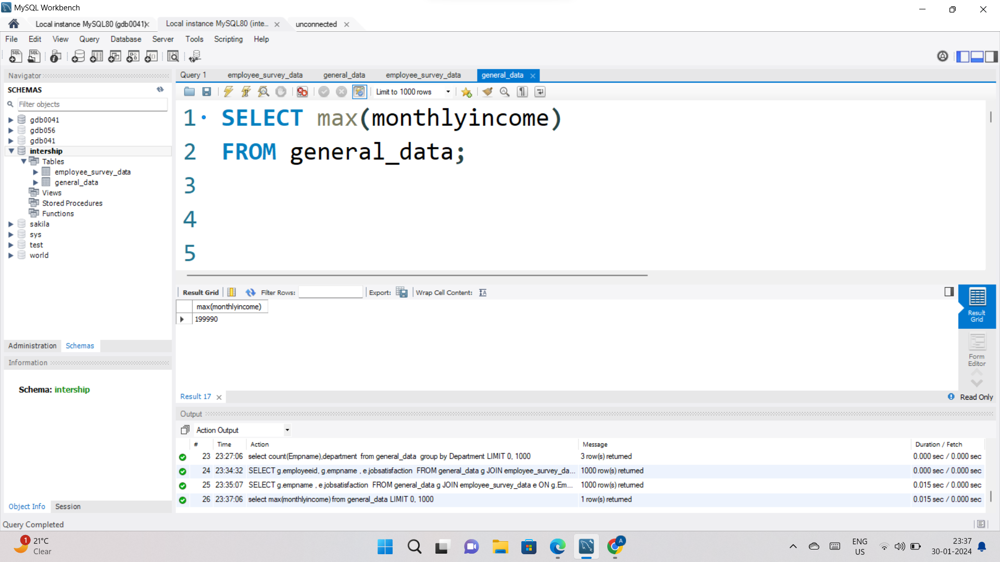 MySQL Workbench
Local instance MySQL80 (gdb0041)
Local instance MySQL80 (inte...
unconnected
File Edit View Query Database Server Tools Scripting Help
Navigator
SCHEMAS
Filter objects
gdb0041
gdb056
gdb041
intership
Tables
employee_survey_data
general_data
Views
Stored Procedures
Functions
sakila
sys
test
world
Administration Schemas
Information
Schema: intership
Object Info Session
Query 1 employee_survey_data general_data employee_survey_data general_data
Limit to 1000 rows
1 SELECT max(monthlyincome)
2 FROM general_data;
3
4
5
Result Grid Filter Rows: Export: Wrap Cell Content:
max(monthlyincome)
199990
Result Grid
Form Editor
Result 17
Read Only
Output
Action Output
# Time Action Message Duration / Fetch
23 23:27:06 select count(Empname),department from general_data group by Department LIMIT 0, 1000 3 row(s) returned 0.000 sec / 0.000 sec
24 23:34:32 SELECT g.employeeid, g.empname , e.jobsatisfaction FROM general_data g JOIN employee_survey_da... 1000 row(s) returned 0.000 sec / 0.000 sec
25 23:35:07 SELECT g.empname , e.jobsatisfaction FROM general_data g JOIN employee_survey_data e ON g.Em... 1000 row(s) returned 0.015 sec / 0.000 sec
26 23:37:06 select max(monthlyincome) from general_data LIMIT 0, 1000 1 row(s) returned 0.015 sec / 0.000 sec
Query Completed
1
21°C
Clear
A
ENG
US
23:37
30-01-2024